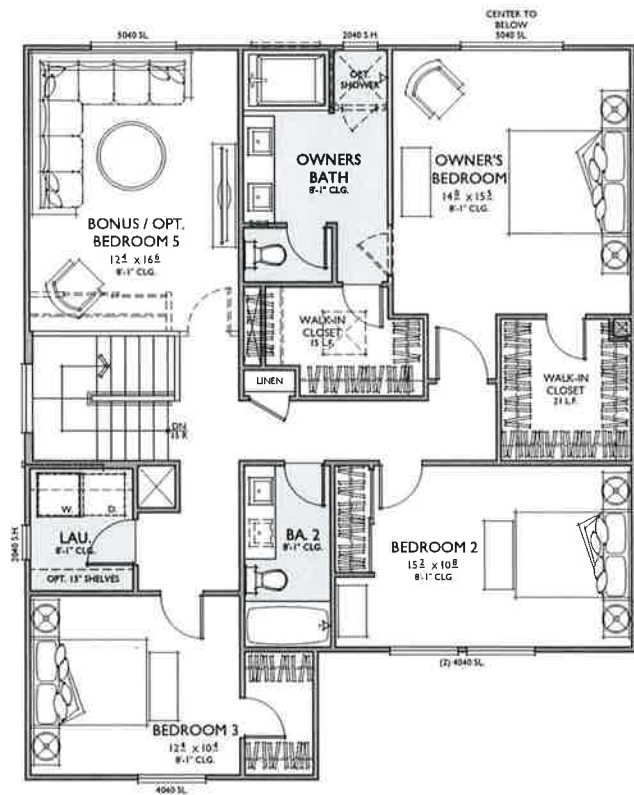 CENTER TO
BELOW
5040 SL.
2040 S.H.
5040 SL.
OPT.
SHOWER
OWNERS
BATH
8'-1" CLG.
OWNER'S
BEDROOM
8'-1" CLG.
BONUS / OPT.
BEDROOM 5
8'-1" CLG.
WALK-IN
CLOSET
15 L.F.
LINEN
WALK-IN
CLOSET
21 L.F.
DN.
15 R.
W. D.
LAU.
8'-1" CLG.
OPT. 15" SHELVES
2040 S.H.
BA. 2
8'-1" CLG.
BEDROOM 2
8'-1" CLG
(2) 4040 SL.
BEDROOM 3
8'-1" CLG.
4060 SL.